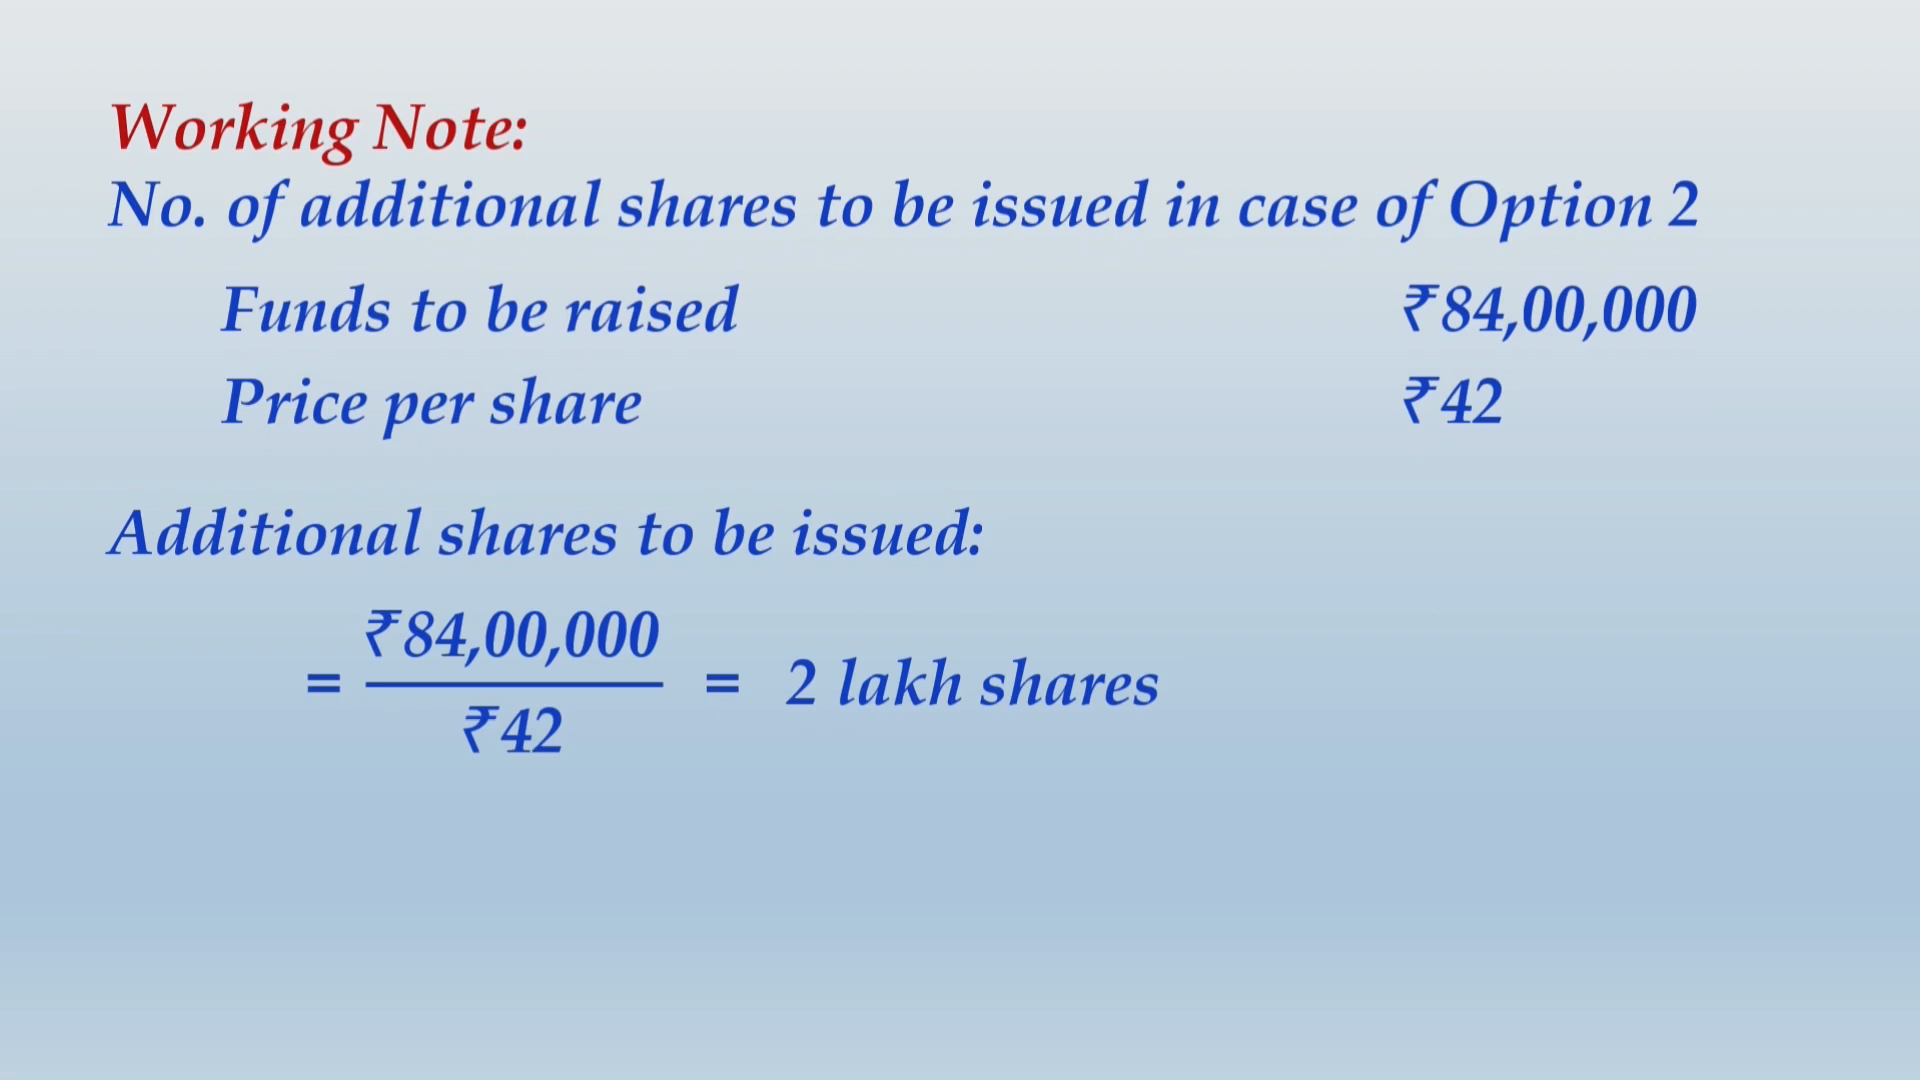 Working Note:
No. of additional shares to be issued in case of Option 2
Funds to be raised ₹84,00,000
Price per share ₹42
Additional shares to be issued:
= ₹84,00,000 / ₹42 = 2 lakh shares